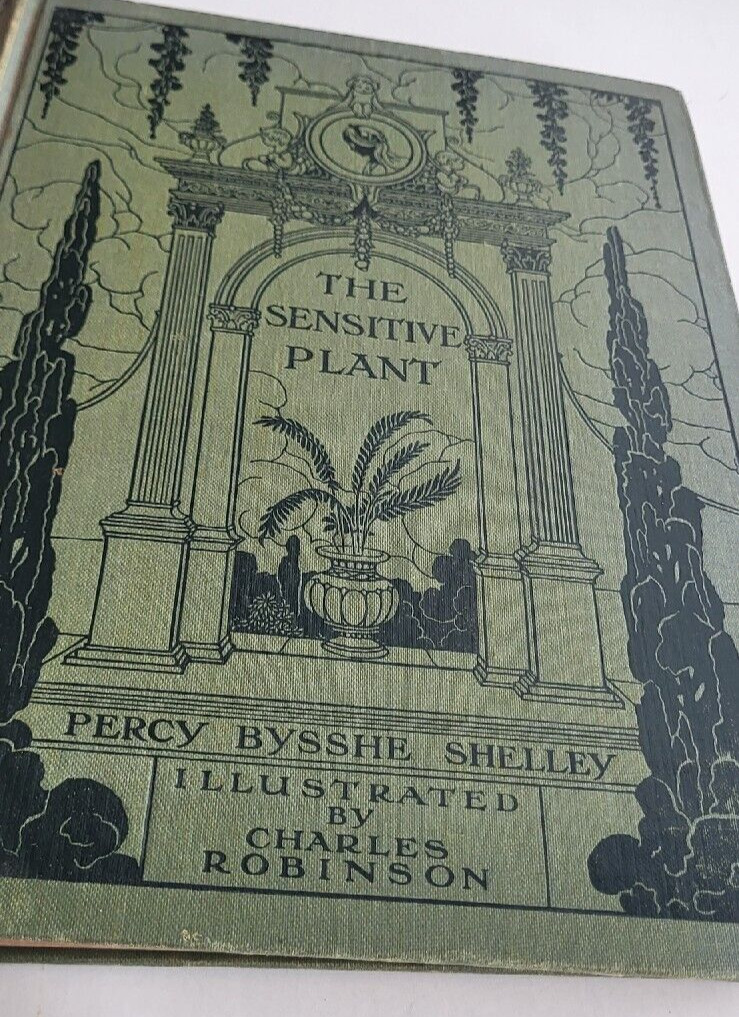 THE
SENSITIVE
PLANT
PERCY BYSSHE SHELLEY
ILLUSTRATED
BY
CHARLES
ROBINSON